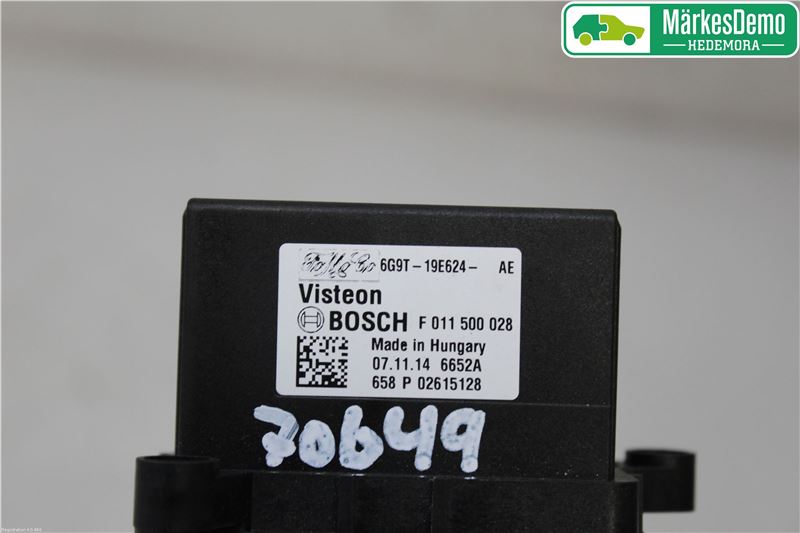 MärkesDemo
HEDEMORA
6G9T-19E624- AE
Visteon
BOSCH F 011 500 028
Made in Hungary
07.11.14 6652A
658 P 02615128
70649